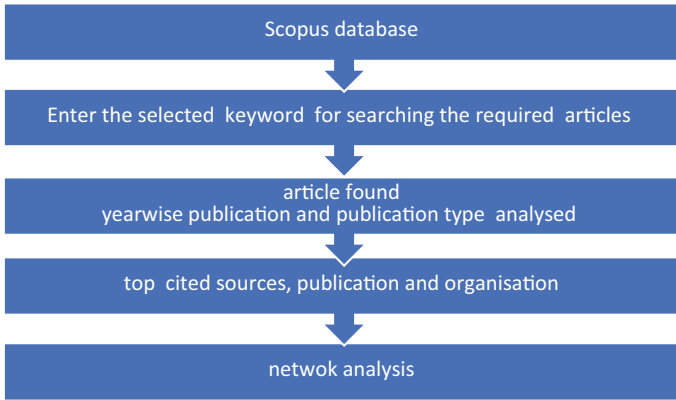 Scopus database
Enter the selected keyword for searching the required articles
article found
yearwise publication and publication type analysed
top cited sources, publication and organisation
netwok analysis